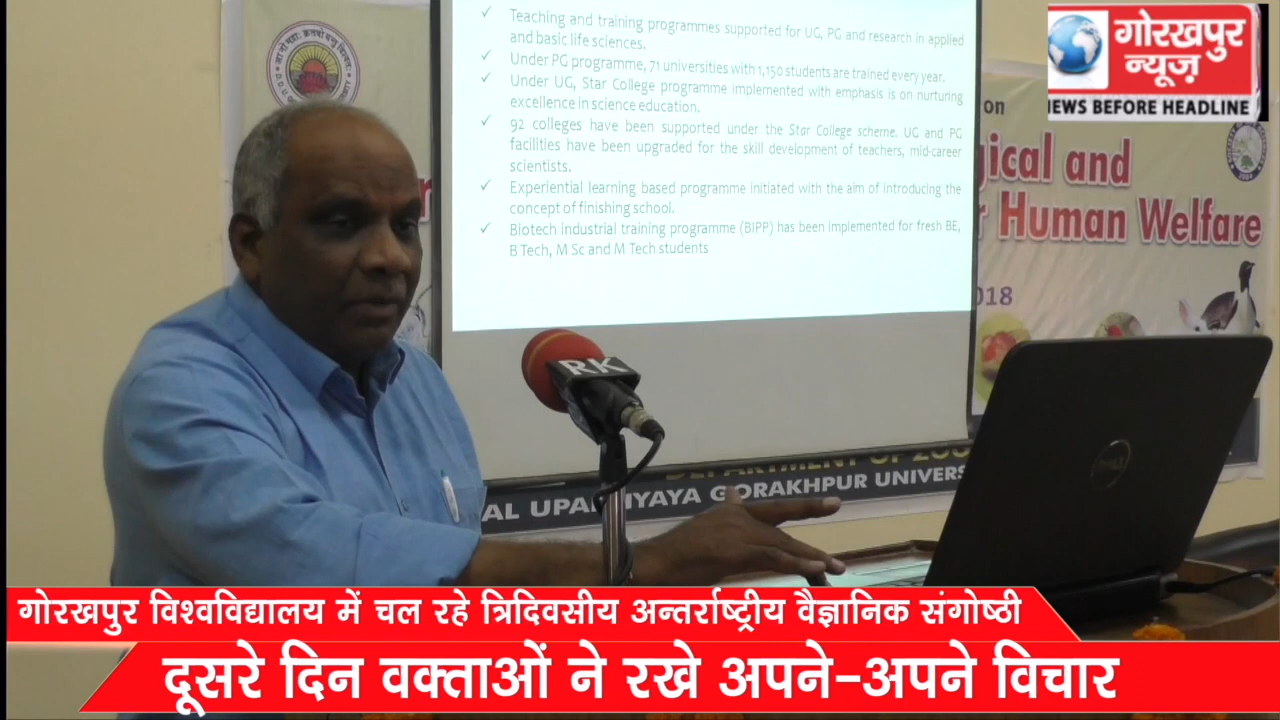 Teaching and training programmes supported for UG, PG and research in applied
and basic life sciences.
Under PG programme, 71 universities with 1,150 students are trained every year.
Under UG, Star College programme implemented with emphasis is on nurturing
excellence in science education.
92 colleges have been supported under the Star College scheme. UG and PG
facilities have been upgraded for the skill development of teachers, mid-career
scientists.
Experiential learning based programme initiated with the aim of introducing the
concept of finishing school.
Biotech Industrial training programme (BIPP) has been implemented for fresh BE,
B Tech, M Sc and M Tech students
गोरखपुर
न्यूज़
NEWS BEFORE HEADLINE
on
gical and
Human Welfare
2018
RK
DELL
DEPARTMENT OF ZOO
AL UPADHYAYA GORAKHPUR UNIVERS
गोरखपुर विश्वविद्यालय में चल रहे त्रिदिवसीय अन्तर्राष्ट्रीय वैज्ञानिक संगोष्ठी
दूसरे दिन वक्ताओं ने रखे अपने-अपने विचार